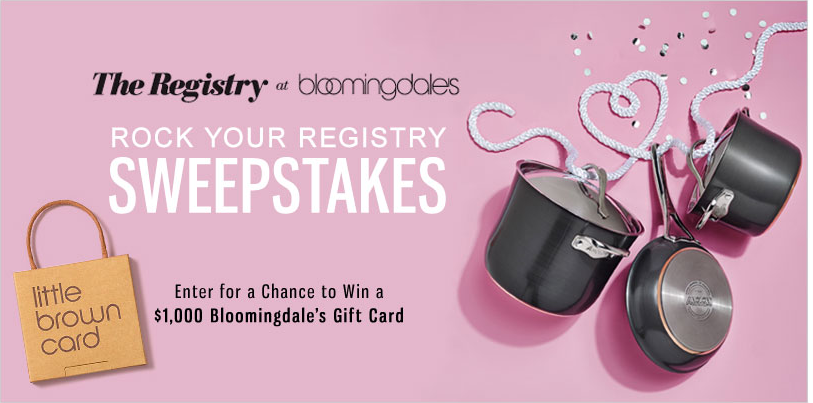 The Registry at bloomingdales
ROCK YOUR REGISTRY
SWEEPSTAKES
Enter for a Chance to Win a
$1,000 Bloomingdale's Gift Card
little
brown
card